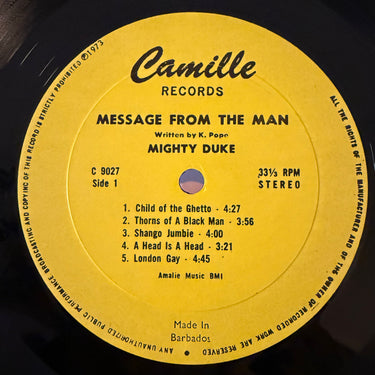 Camille
RECORDS
MESSAGE FROM THE MAN
Written by K. Pope
MIGHTY DUKE
C 9027
Side 1
33⅓ RPM
STEREO
1. Child of the Ghetto - 4:27
2. Thorns of A Black Man - 3:56
3. Shango Jumbie - 4:00
4. A Head Is A Head - 3:21
5. London Gay - 4:45
Amalie Music BMI
Made In
Barbados
ALL THE RIGHTS OF THE MANUFACTURER AND OF THE OWNER OF RECORDED WORK ARE RESERVED ANY UNAUTHORIZED PUBLIC PERFORMANCE BROADCASTING AND COPYING OF THIS RECORD IS STRICTLY PROHIBITED ℗1973